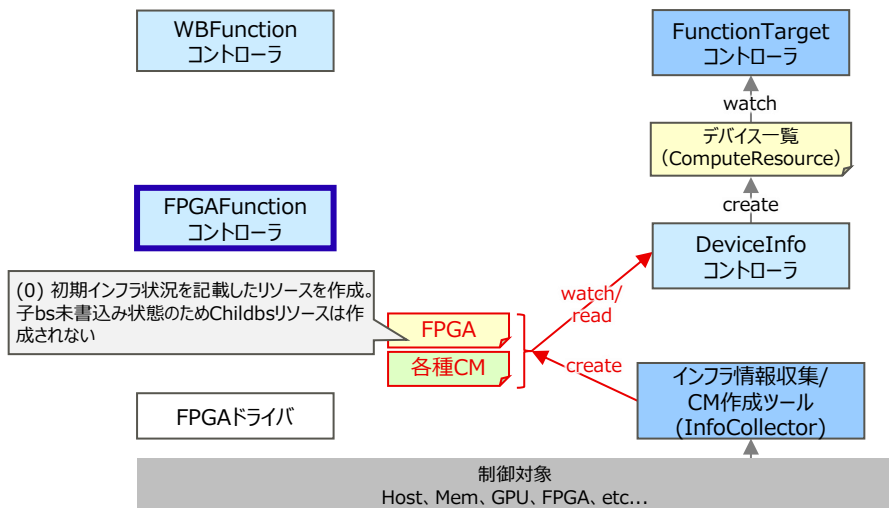 WBFunction
コントローラ
FunctionTarget
コントローラ
watch
デバイス一覧
（ComputeResource）
create
FPGAFunction
コントローラ
DeviceInfo
コントローラ
(0) 初期インフラ状況を記載したリソースを作成。
子bs未書込み状態のためChildbsリソースは作
成されない
watch/
read
FPGA
各種CM
create
インフラ情報収集/
CM作成ツール
(InfoCollector)
FPGAドライバ
制御対象
Host、Mem、GPU、FPGA、etc...